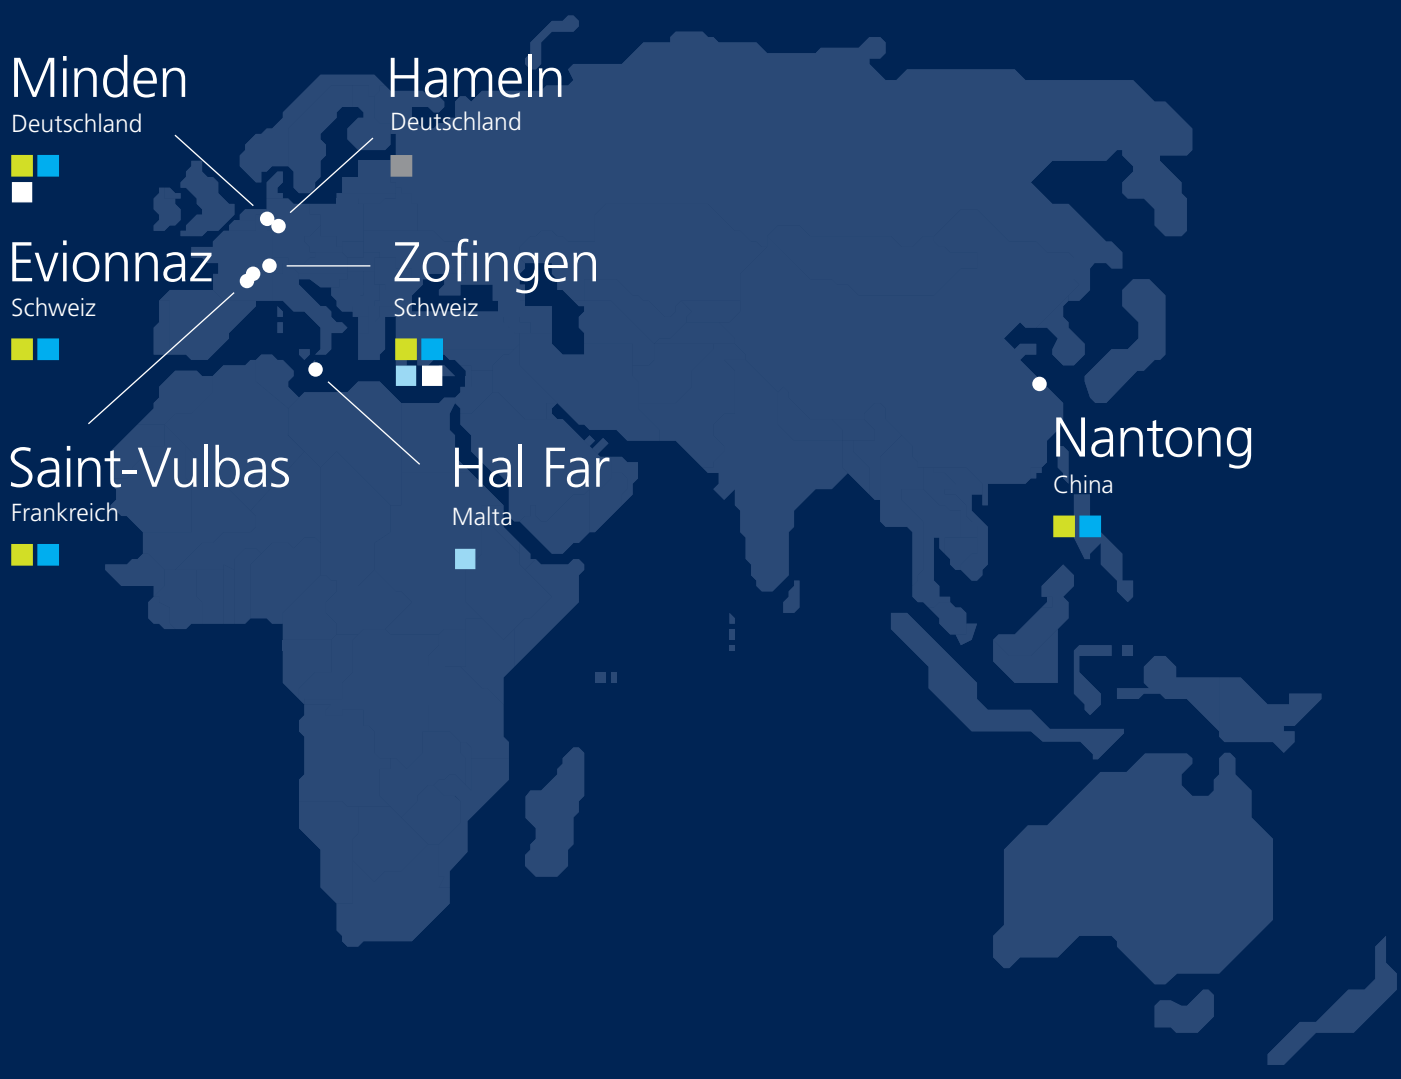 Minden
Deutschland
Hameln
Deutschland
Evionnaz
Schweiz
Zofingen
Schweiz
Saint-Vulbas
Frankreich
Hal Far
Malta
Nantong
China